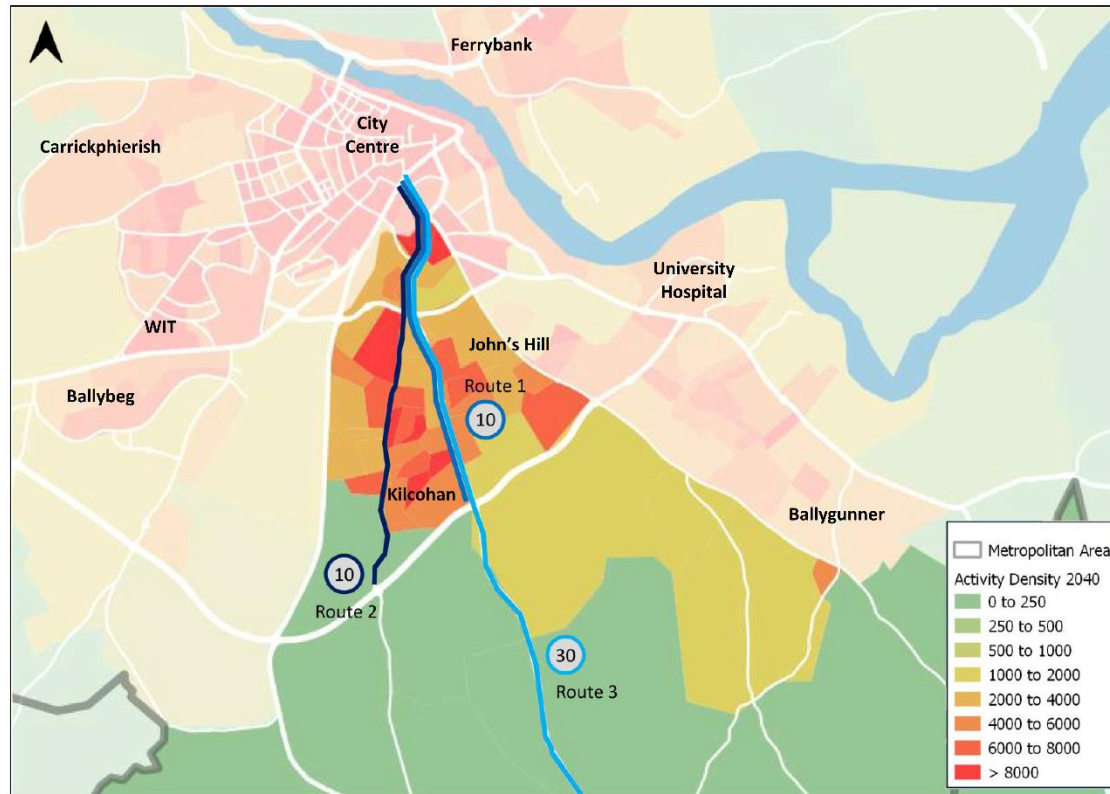 Ferrybank
City
Centre
Carrickphierish
University
Hospital
WIT
John's Hill
Ballybeg
Route 1
10
Kilcohan
Ballygunner
10
Route 2
30
Route 3
Metropolitan Area
Activity Density 2040
0 to 250
250 to 500
500 to 1000
1000 to 2000
2000 to 4000
4000 to 6000
6000 to 8000
> 8000